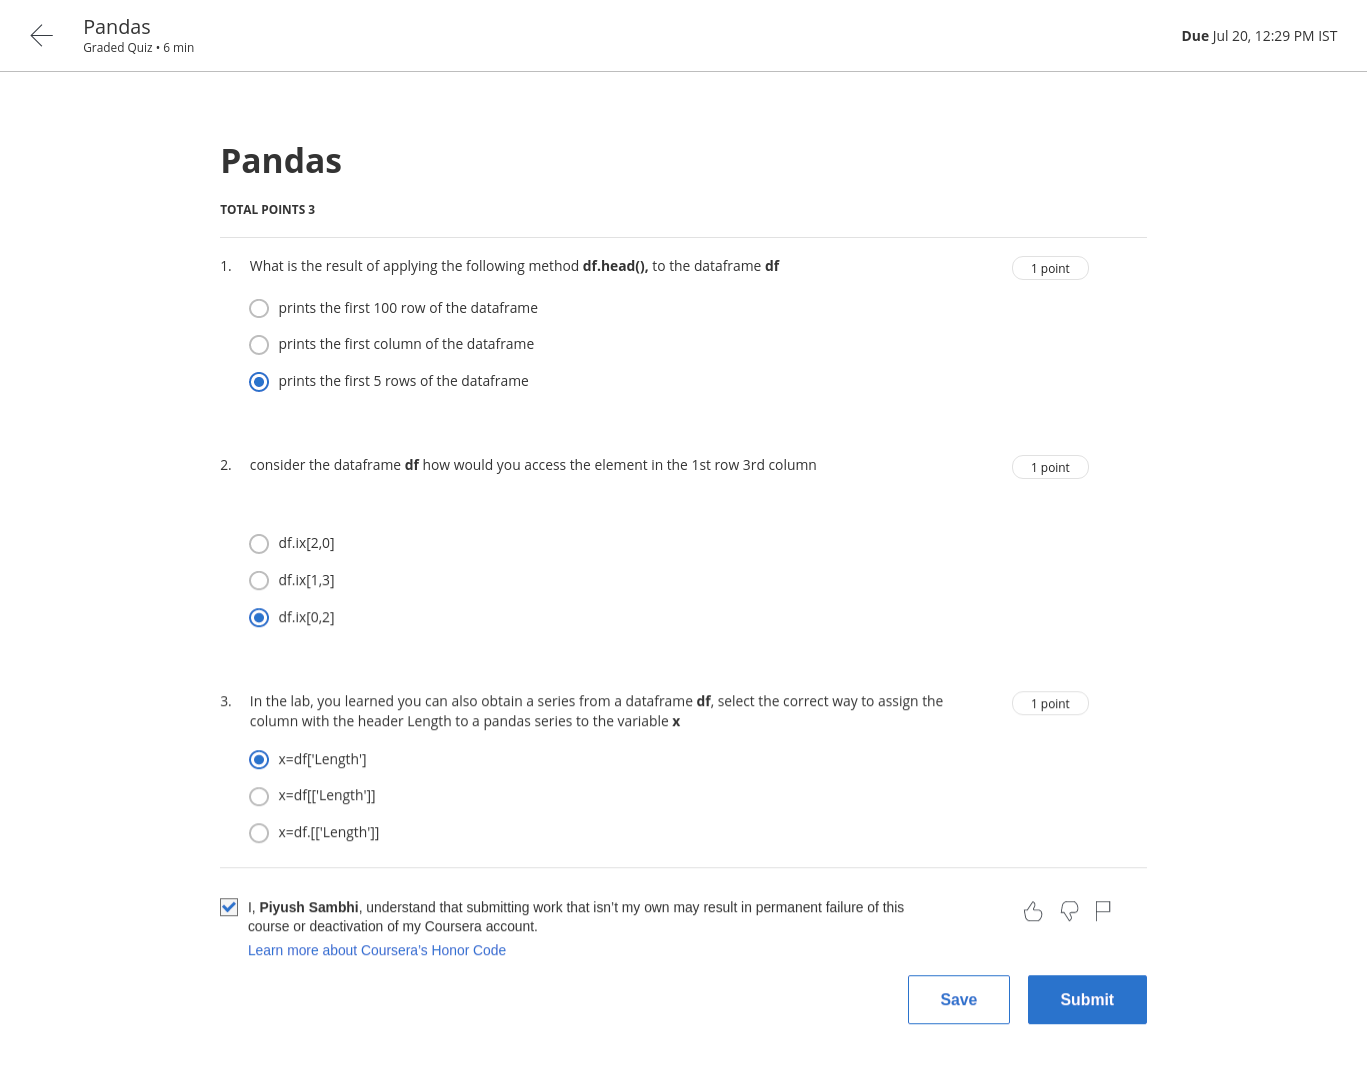 Pandas
Graded Quiz • 6 min
Due Jul 20, 12:29 PM IST
Pandas
TOTAL POINTS 3
1. What is the result of applying the following method df.head(), to the dataframe df
1 point
prints the first 100 row of the dataframe
prints the first column of the dataframe
prints the first 5 rows of the dataframe
2. consider the dataframe df how would you access the element in the 1st row 3rd column
1 point
df.ix[2,0]
df.ix[1,3]
df.ix[0,2]
3. In the lab, you learned you can also obtain a series from a dataframe df, select the correct way to assign the
1 point
column with the header Length to a pandas series to the variable x
x=df['Length']
x=df[['Length']]
x=df.[['Length']]
I, Piyush Sambhi, understand that submitting work that isn’t my own may result in permanent failure of this
course or deactivation of my Coursera account.
Learn more about Coursera’s Honor Code
Save
Submit